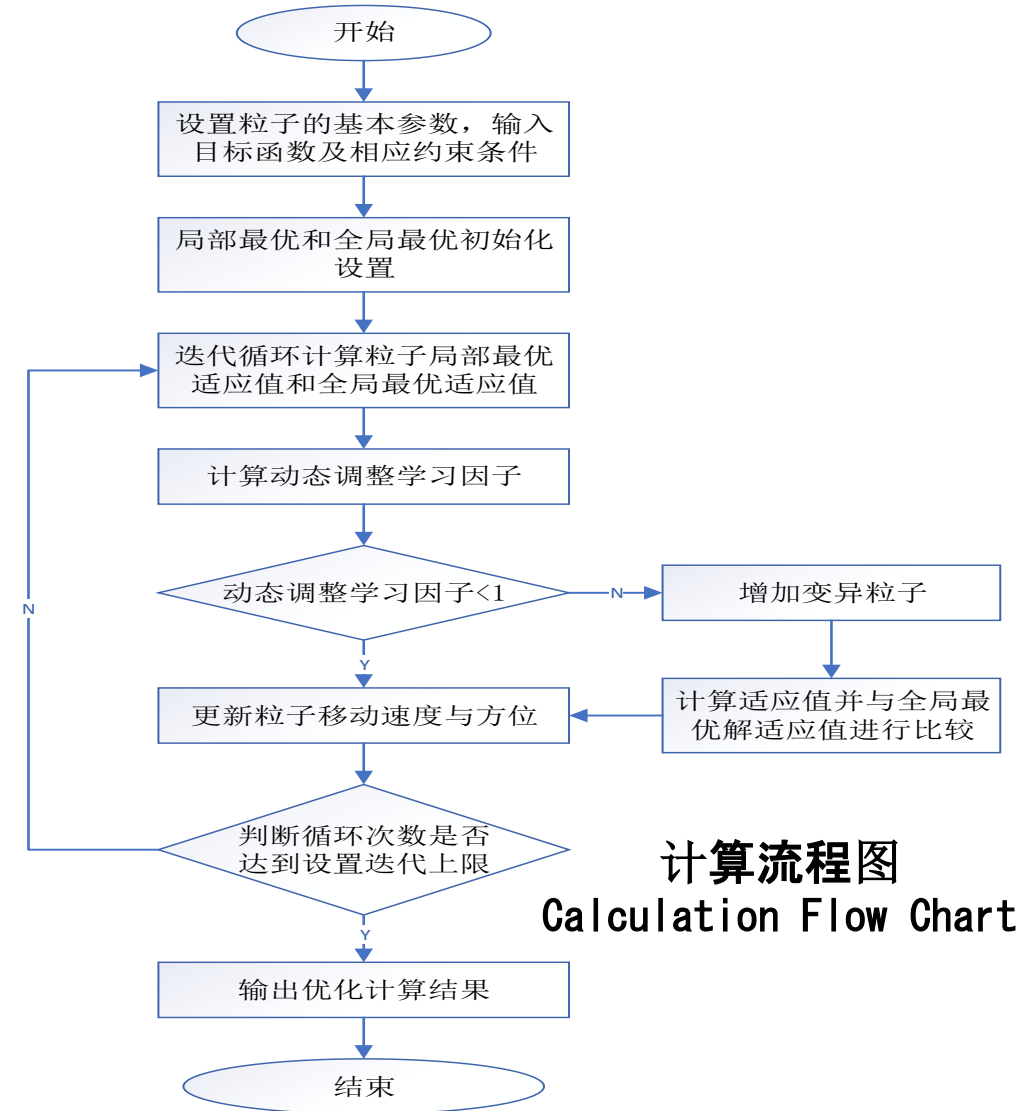 开始
设置粒子的基本参数，输入
目标函数及相应约束条件
局部最优和全局最优初始化
设置
迭代循环计算粒子局部最优
适应值和全局最优适应值
计算动态调整学习因子
动态调整学习因子<1
N
增加变异粒子
N
Y
更新粒子移动速度与方位
计算适应值并与全局最
优解适应值进行比较
判断循环次数是否
达到设置迭代上限
计算流程图
Calculation Flow Chart
Y
输出优化计算结果
结束